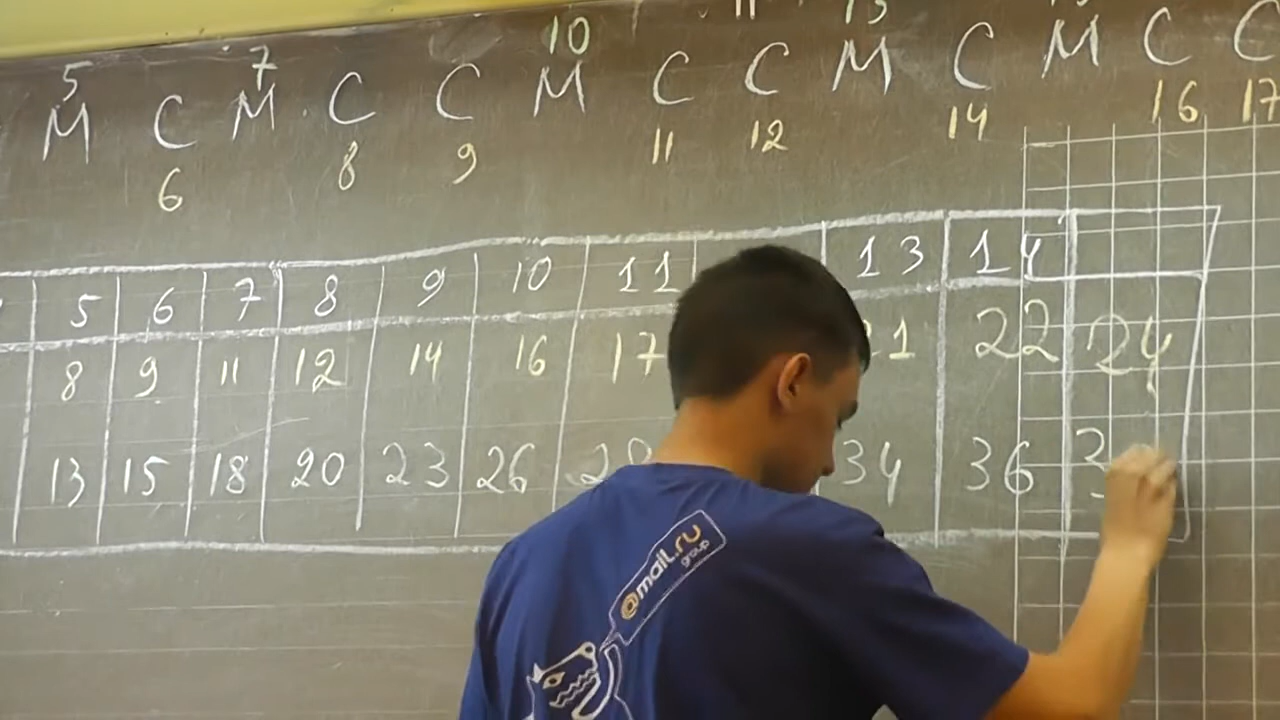 5 7 10 13
М С М С С М С С М С М С С
6 8 9 11 12 14 16 17
5 6 7 8 9 10 11 13 14
8 9 11 12 14 16 17 21 22 24
13 15 18 20 23 26 34 36 3
@mail.ru
group